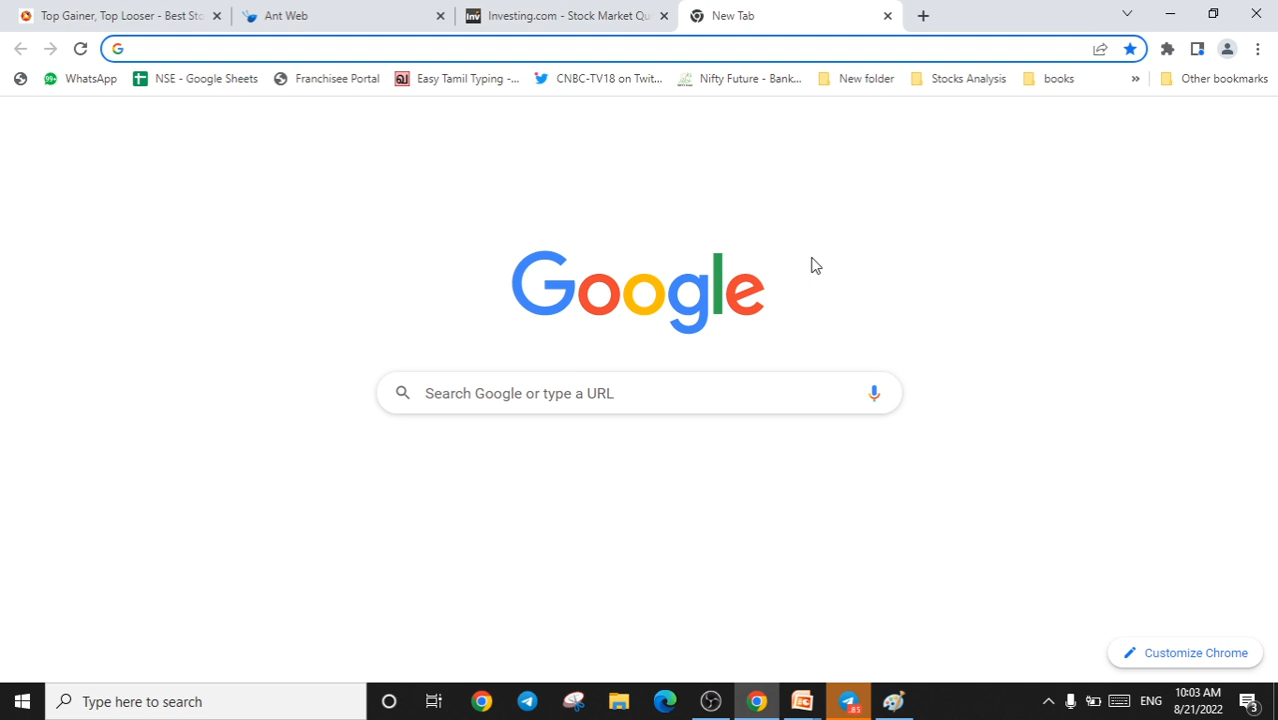 Top Gainer, Top Looser - Best Sto
Ant Web
Investing.com - Stock Market Qu
New Tab
99+ WhatsApp
NSE - Google Sheets
Franchisee Portal
Easy Tamil Typing -...
CNBC-TV18 on Twit...
Nifty Future - Bank...
New folder
Stocks Analysis
books
»
Other bookmarks
Google
Search Google or type a URL
Customize Chrome
Type here to search
85
ENG
10:03 AM
8/21/2022
3